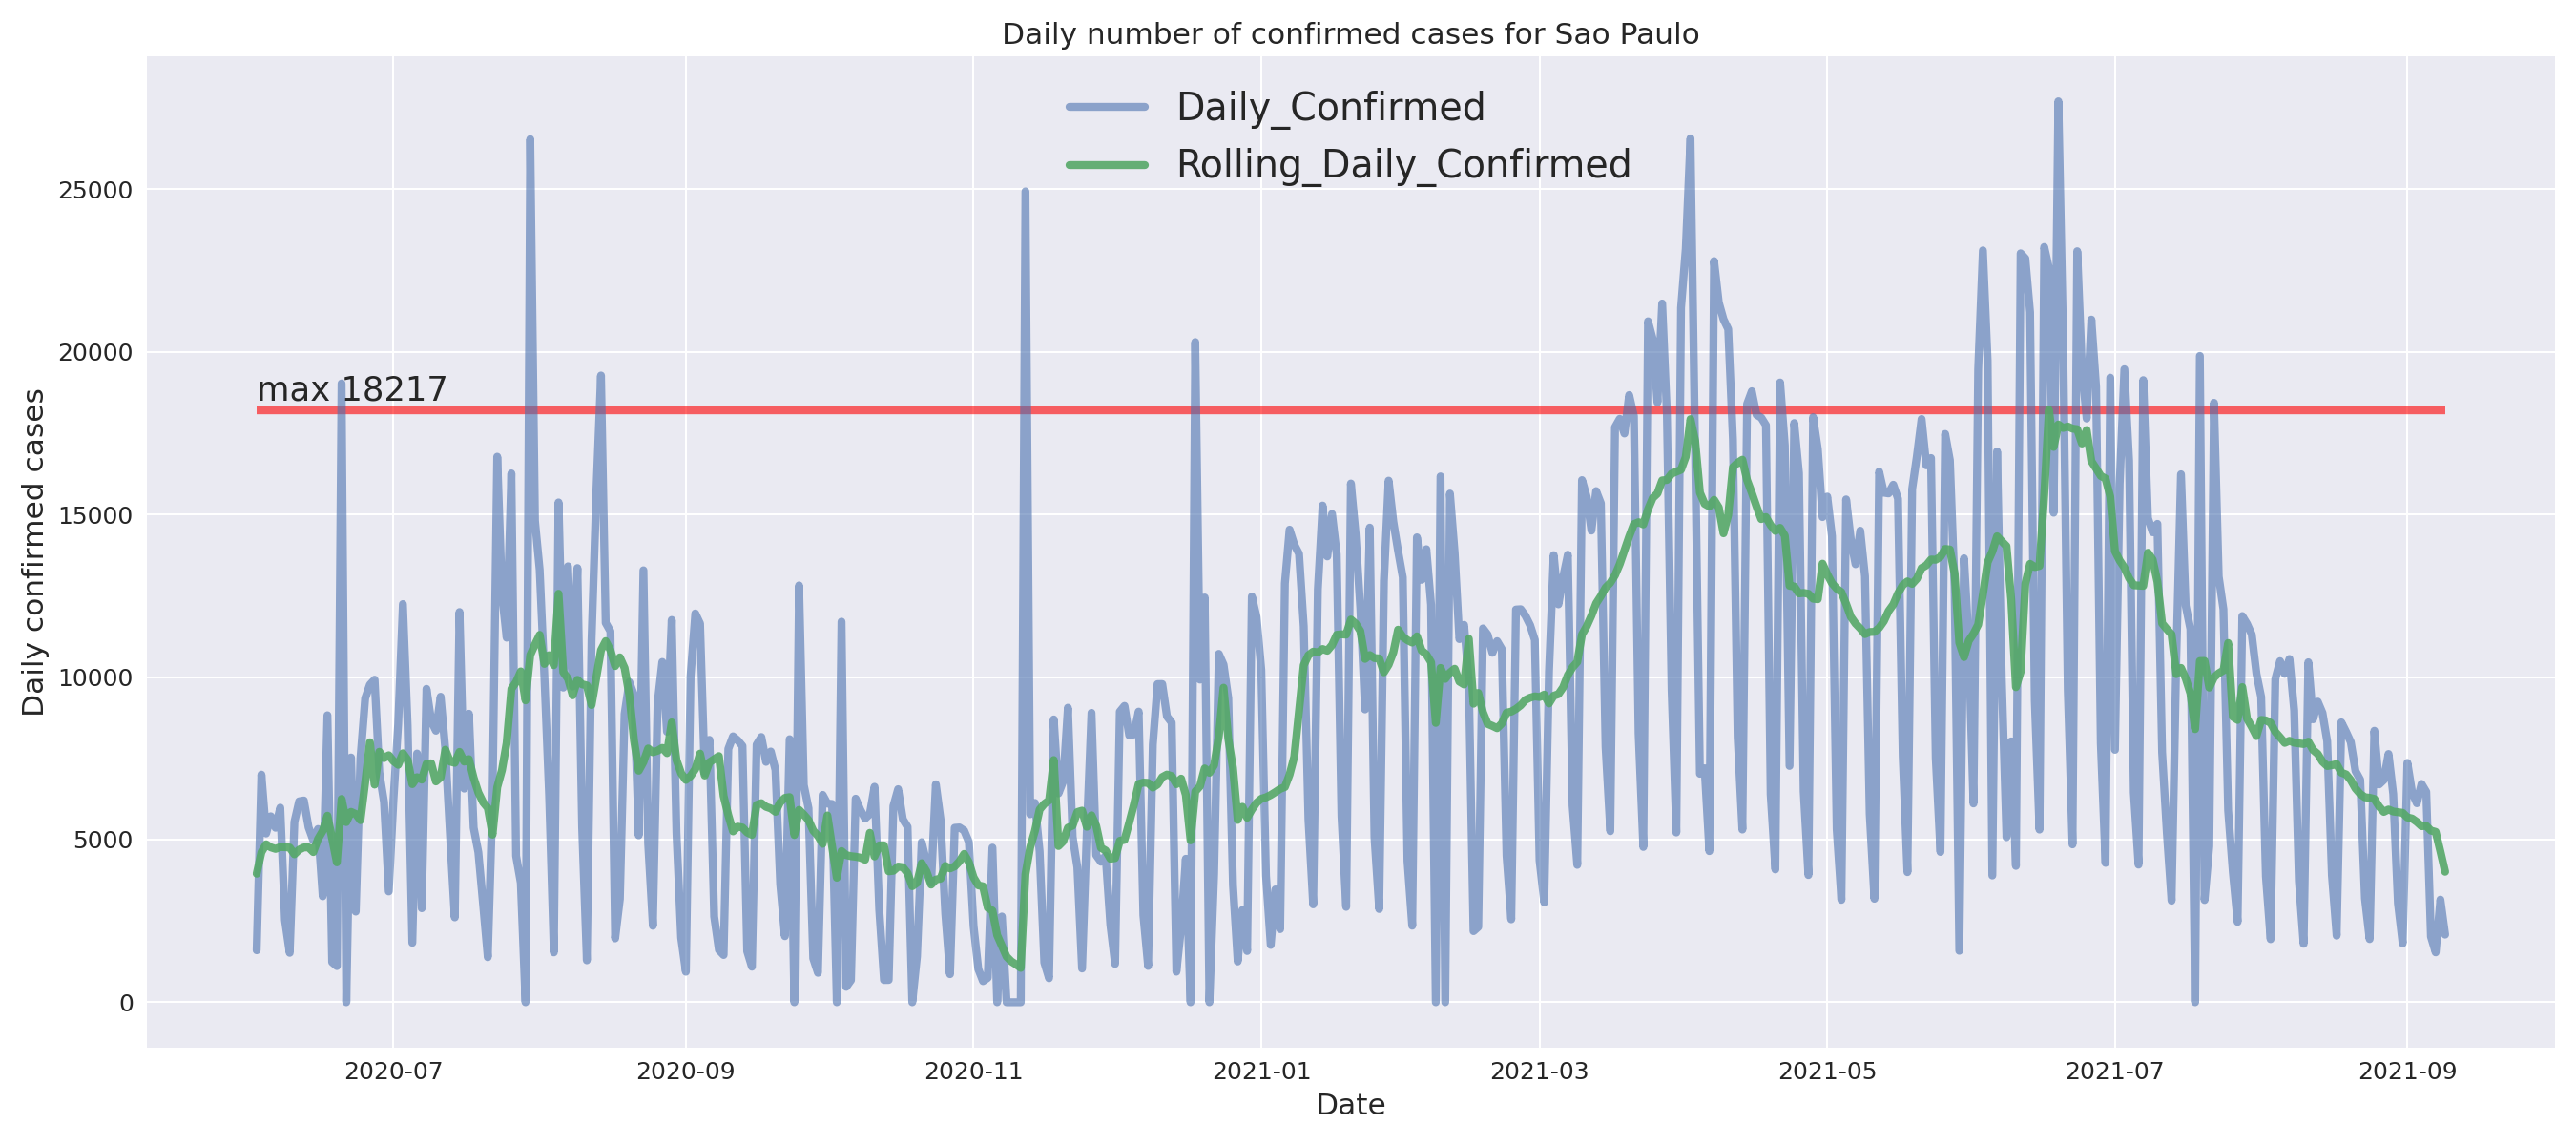 Daily number of confirmed cases for Sao Paulo
Daily_Confirmed
Rolling_Daily_Confirmed
25000
20000
max 18217
15000
10000
5000
0
Daily confirmed cases
2020-07 2020-09 2020-11 2021-01 2021-03 2021-05 2021-07 2021-09
Date